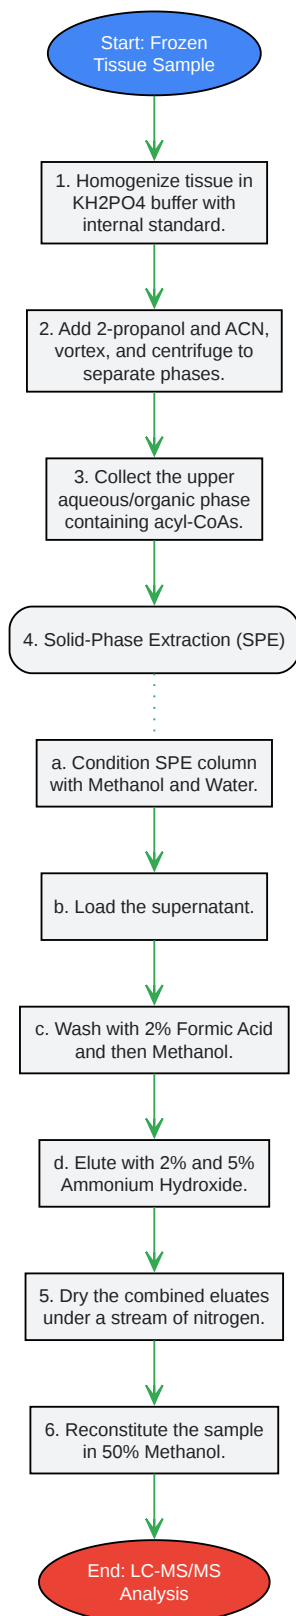 Start: Frozen
Tissue Sample
1. Homogenize tissue in
KH2PO4 buffer with
internal standard.
2. Add 2-propanol and ACN,
vortex, and centrifuge to
separate phases.
3. Collect the upper
aqueous/organic phase
containing acyl-CoAs.
4. Solid-Phase Extraction (SPE)
a. Condition SPE column
with Methanol and Water.
b. Load the supernatant.
c. Wash with 2% Formic Acid
and then Methanol.
d. Elute with 2% and 5%
Ammonium Hydroxide.
5. Dry the combined eluates
under a stream of nitrogen.
6. Reconstitute the sample
in 50% Methanol.
End: LC-MS/MS
Analysis